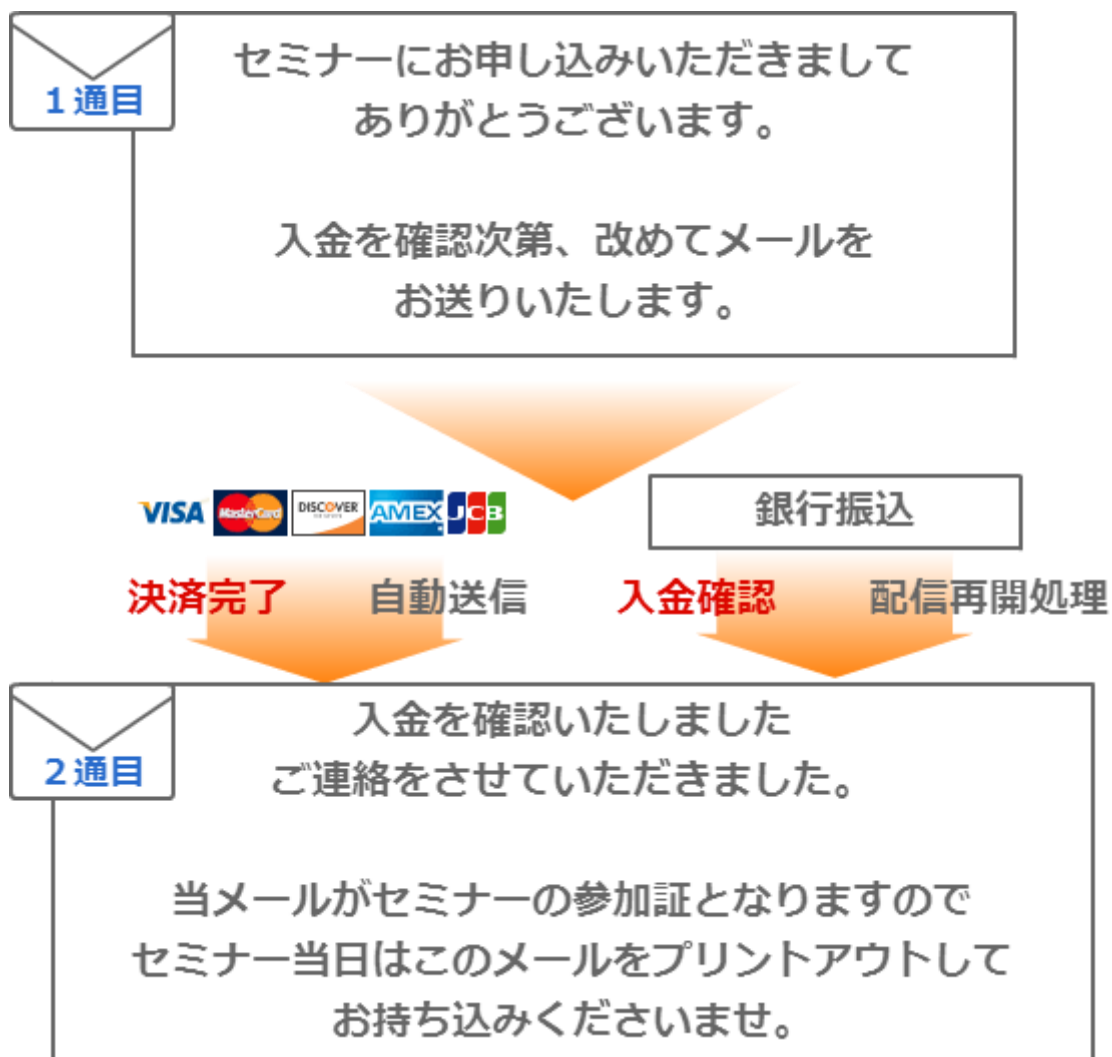 1通目
セミナーにお申し込みいただきまして
ありがとうございます。
入金を確認次第、改めてメールを
お送りいたします。
VISA MasterCard DISCOVER AMEX JCB
銀行振込
決済完了 自動送信
入金確認 配信再開処理
2通目
入金を確認いたしました
ご連絡をさせていただきました。
当メールがセミナーの参加証となりますので
セミナー当日はこのメールをプリントアウトして
お持ち込みくださいませ。